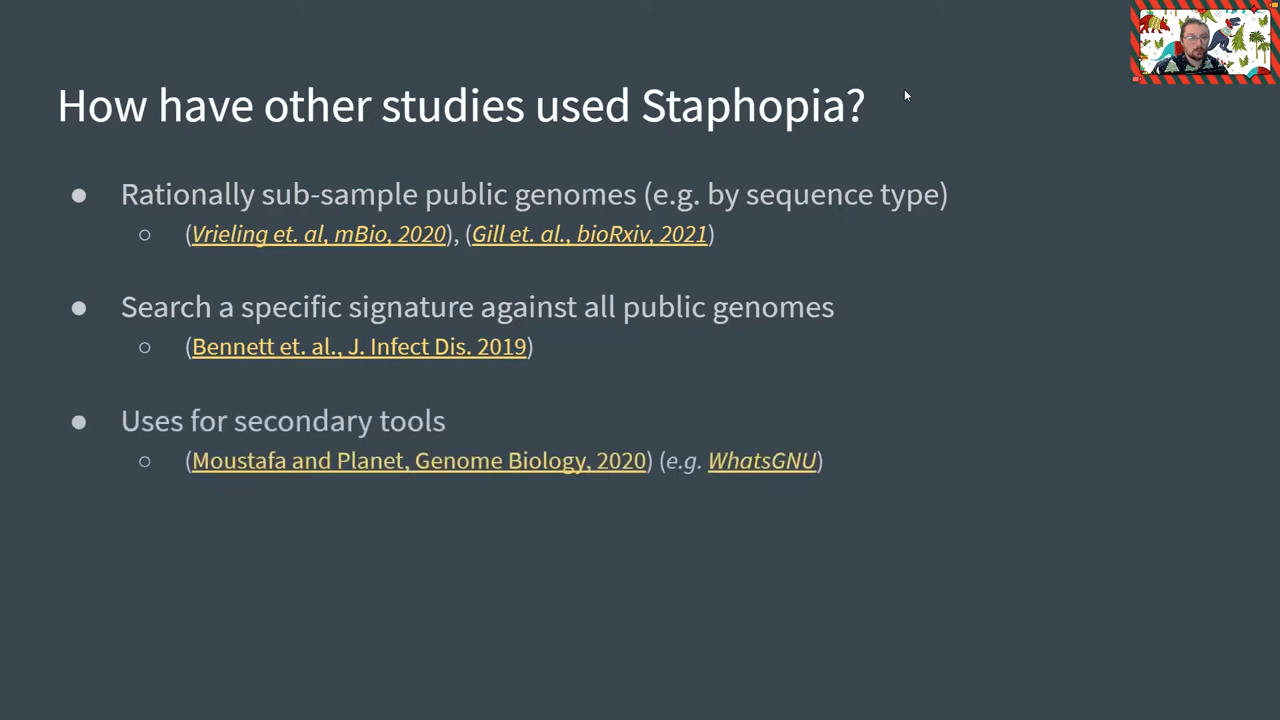 How have other studies used Staphopia?
● Rationally sub-sample public genomes (e.g. by sequence type)
○ (Vrieling et. al, mBio, 2020), (Gill et. al., bioRxiv, 2021)
● Search a specific signature against all public genomes
○ (Bennett et. al., J. Infect Dis. 2019)
● Uses for secondary tools
○ (Moustafa and Planet, Genome Biology, 2020) (e.g. WhatsGNU)